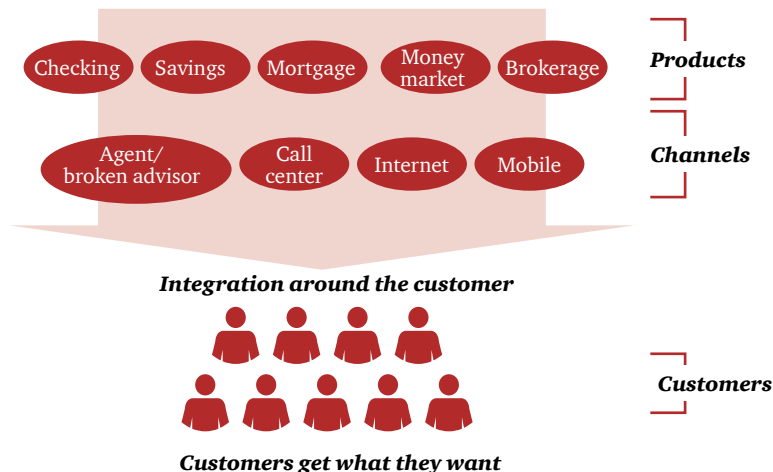 Checking
Savings
Mortgage
Money
market
Brokerage
Products
Agent/
broken advisor
Call
center
Internet
Mobile
Channels
Integration around the customer
Customers
Customers get what they want